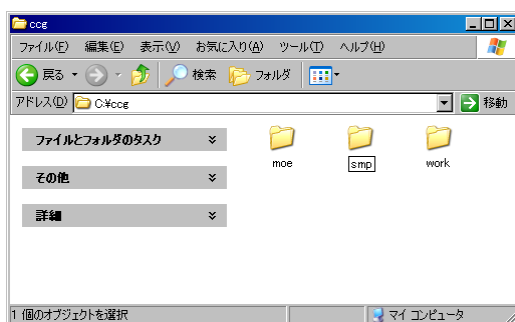 ccg
ファイル(F) 編集(E) 表示(V) お気に入り(A) ツール(T) ヘルプ(H)
戻る 検索 フォルダ
アドレス(D) C:¥ccg 移動
ファイルとフォルダのタスク
その他
詳細
moe smp work
1 個のオブジェクトを選択 マイ コンピュータ